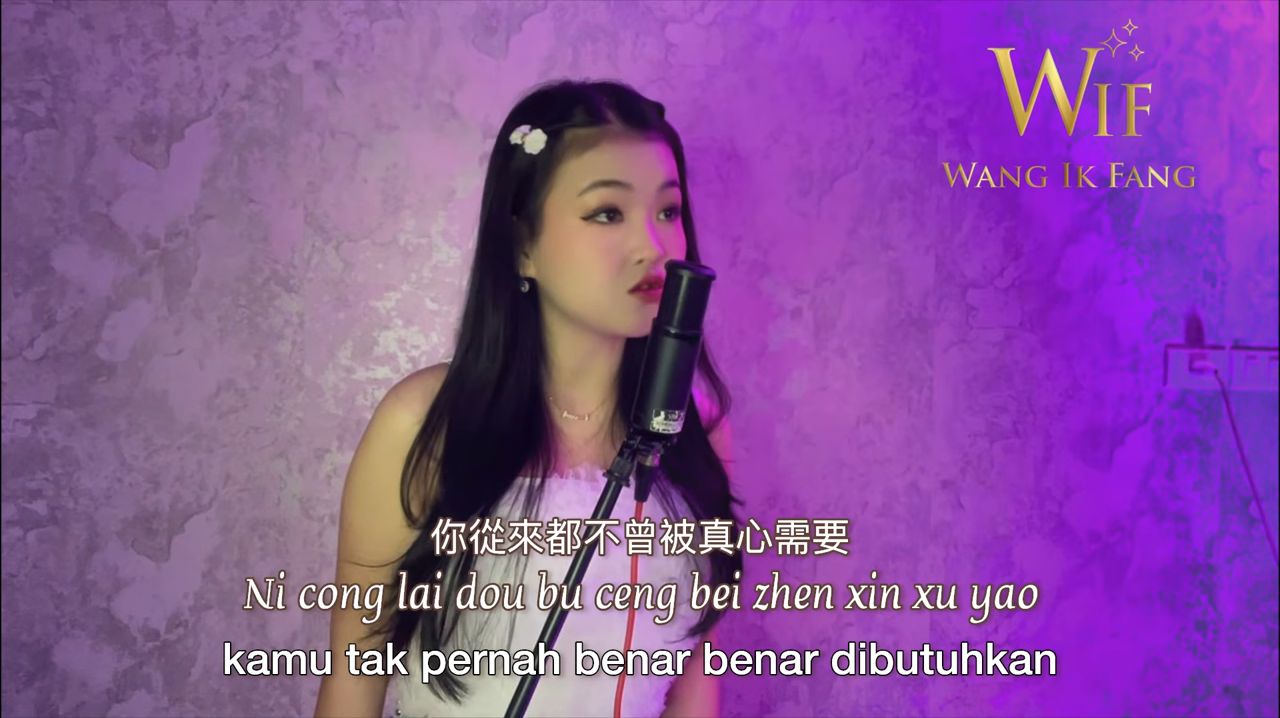 WIF
WANG IK FANG
你從來都不曾被真心需要
Ni cong lai dou bu ceng bei zhen xin xu yao
kamu tak pernah benar benar dibutuhkan